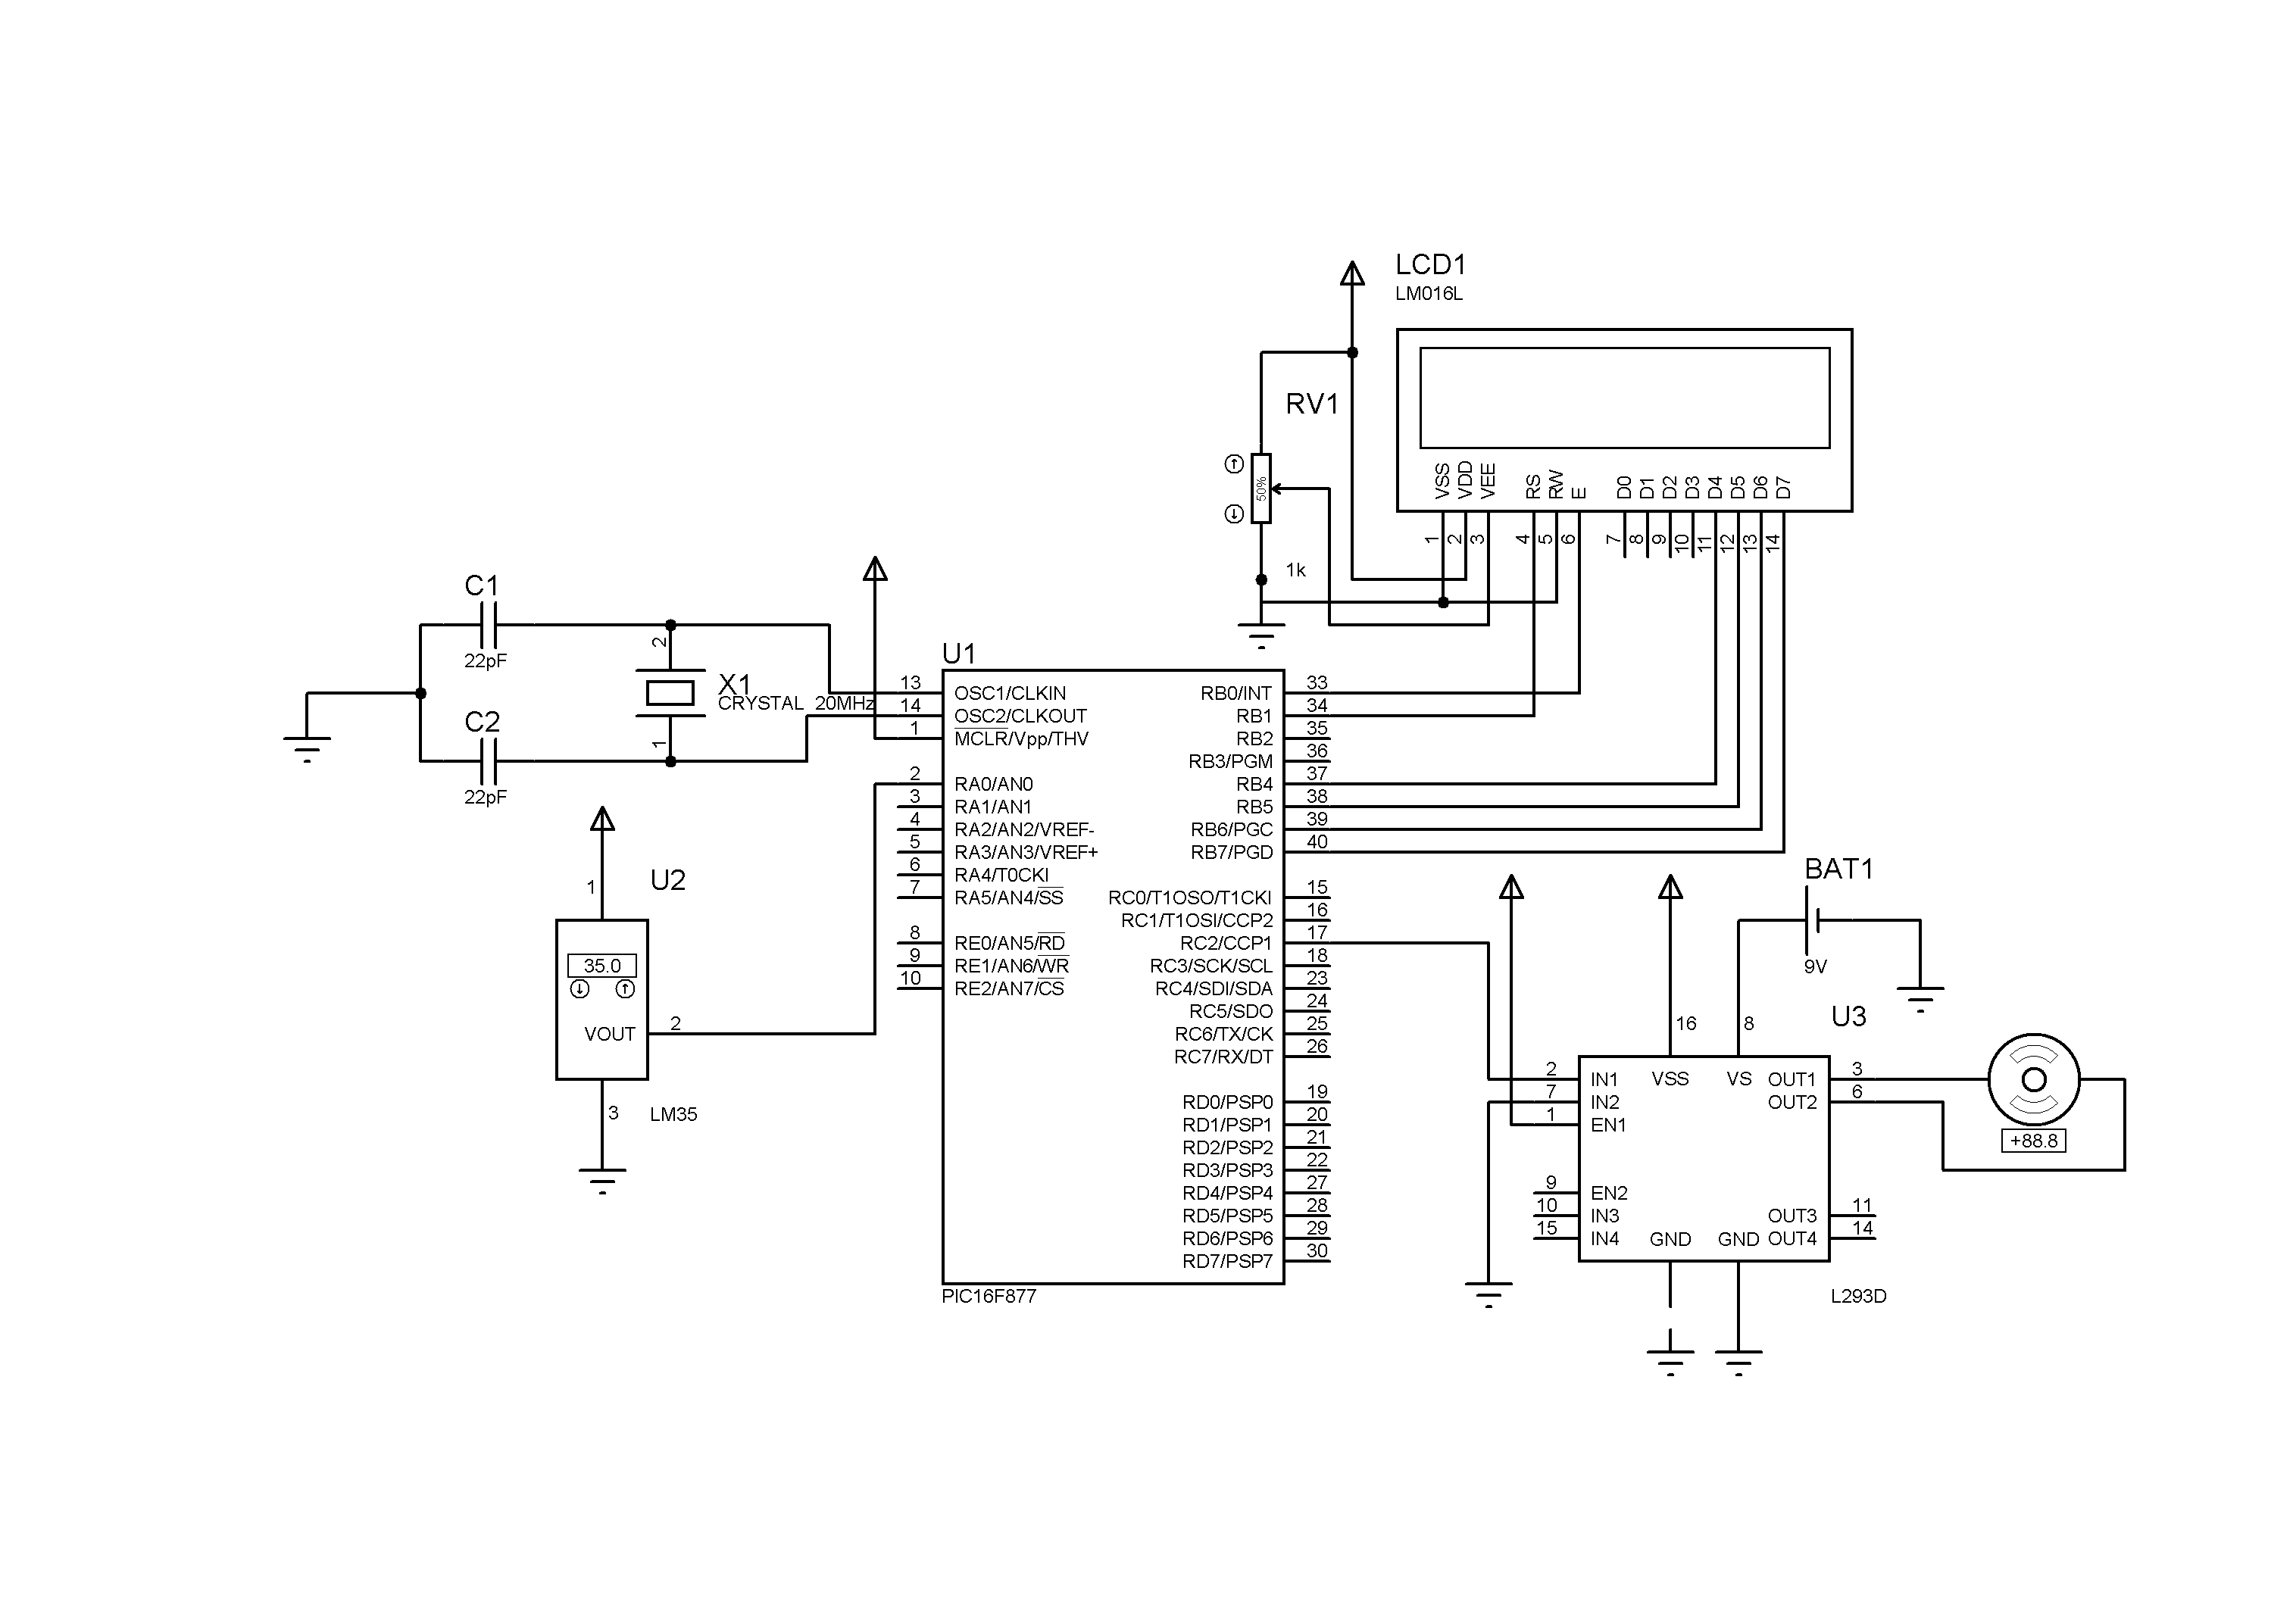 LCD1
LM016L
RV1
50%
1k
VSS
VDD
VEE
RS
RW
E
D0
D1
D2
D3
D4
D5
D6
D7
1
2
3
4
5
6
7
8
9
10
11
12
13
14
C1
22pF
C2
22pF
2
1
X1
CRYSTAL 20MHz
U1
13 OSC1/CLKIN
14 OSC2/CLKOUT
1 MCLR/Vpp/THV
2 RA0/AN0
3 RA1/AN1
4 RA2/AN2/VREF-
5 RA3/AN3/VREF+
6 RA4/T0CKI
7 RA5/AN4/SS
8 RE0/AN5/RD
9 RE1/AN6/WR
10 RE2/AN7/CS
RB0/INT 33
RB1 34
RB2 35
RB3/PGM 36
RB4 37
RB5 38
RB6/PGC 39
RB7/PGD 40
RC0/T1OSO/T1CKI 15
RC1/T1OSI/CCP2 16
RC2/CCP1 17
RC3/SCK/SCL 18
RC4/SDI/SDA 23
RC5/SDO 24
RC6/TX/CK 25
RC7/RX/DT 26
RD0/PSP0 19
RD1/PSP1 20
RD2/PSP2 21
RD3/PSP3 22
RD4/PSP4 27
RD5/PSP5 28
RD6/PSP6 29
RD7/PSP7 30
PIC16F877
U2
1
35.0
VOUT 2
3
LM35
BAT1
9V
U3
16
8
2 IN1
7 IN2
1 EN1
9 EN2
10 IN3
15 IN4
VSS
VS
OUT1 3
OUT2 6
OUT3 11
OUT4 14
GND
GND
L293D
+88.8